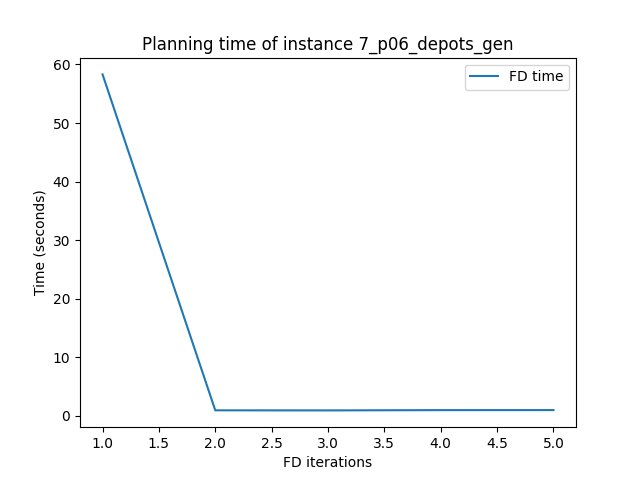 Planning time of instance 7_p06_depots_gen
FD time
Time (seconds)
60
50
40
30
20
10
0
1.0 1.5 2.0 2.5 3.0 3.5 4.0 4.5 5.0
FD iterations